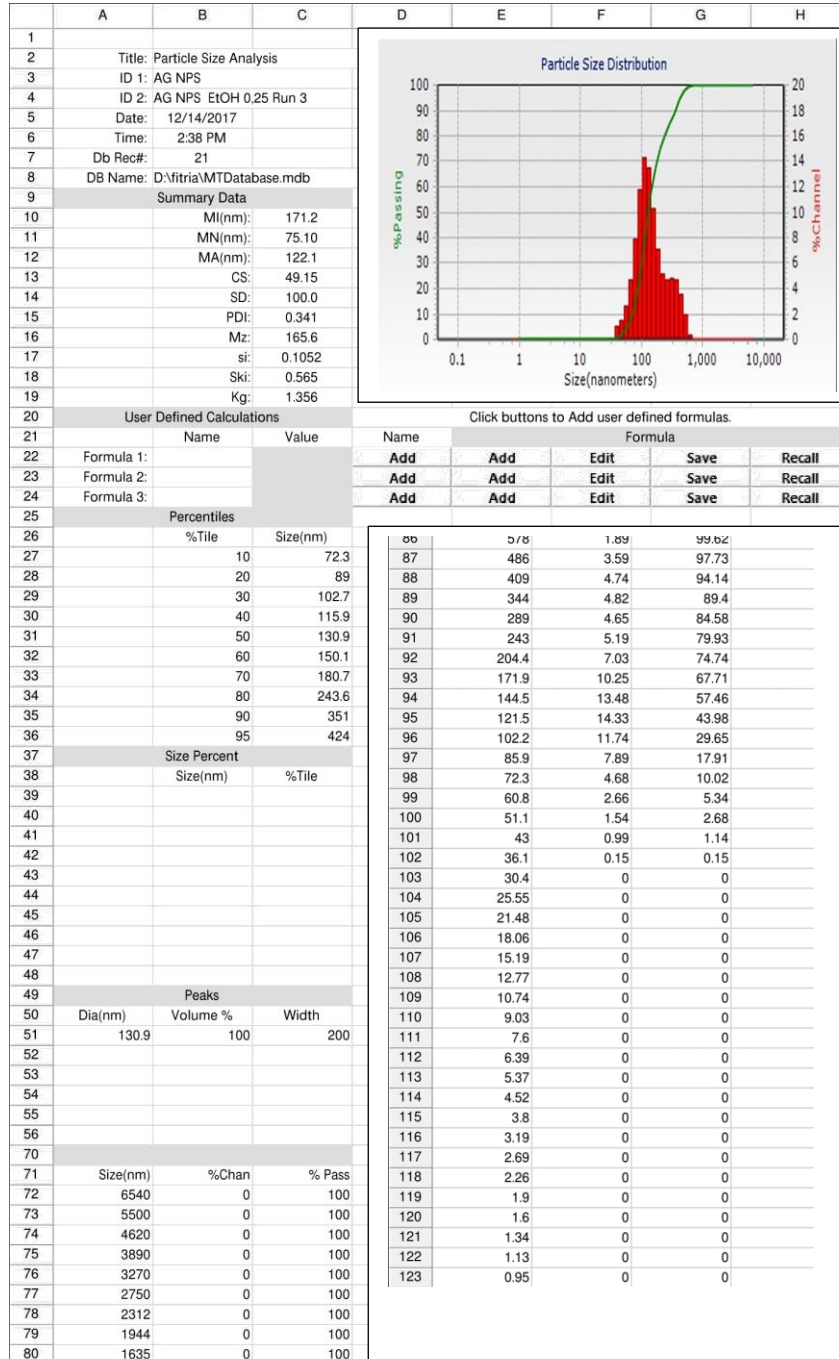 A B C D E F G H
1
2 Title: Particle Size Analysis
3 ID 1: AG NPS
4 ID 2: AG NPS EtOH 0,25 Run 3
5 Date: 12/14/2017
6 Time: 2:38 PM
7 Db Rec#: 21
8 DB Name: D:\fitria\MTDatabase.mdb
9 Summary Data
10 MI(nm): 171.2
11 MN(nm): 75.10
12 MA(nm): 122.1
13 CS: 49.15
14 SD: 100.0
15 PDI: 0.341
16 Mz: 165.6
17 si: 0.1052
18 Ski: 0.565
19 Kg: 1.356
Particle Size Distribution
%Passing
100
90
80
70
60
50
40
30
20
10
0
20
18
16
14
12
10
8
6
4
2
0
%Channel
0.1 1 10 100 1,000 10,000
Size(nanometers)
20 User Defined Calculations Click buttons to Add user defined formulas.
21 Name Value Name Formula
22 Formula 1: Add Add Edit Save Recall
23 Formula 2: Add Add Edit Save Recall
24 Formula 3: Add Add Edit Save Recall
25 Percentiles
26 %Tile Size(nm)
27 10 72.3
28 20 89
29 30 102.7
30 40 115.9
31 50 130.9
32 60 150.1
33 70 180.7
34 80 243.6
35 90 351
36 95 424
37 Size Percent
38 Size(nm) %Tile
39
40
41
42
43
44
45
46
47
48
49 Peaks
50 Dia(nm) Volume % Width
51 130.9 100 200
52
53
54
55
56
70
71 Size(nm) %Chan % Pass
72 6540 0 100
73 5500 0 100
74 4620 0 100
75 3890 0 100
76 3270 0 100
77 2750 0 100
78 2312 0 100
79 1944 0 100
80 1635 0 100
86 578 1.89 99.62
87 486 3.59 97.73
88 409 4.74 94.14
89 344 4.82 89.4
90 289 4.65 84.58
91 243 5.19 79.93
92 204.4 7.03 74.74
93 171.9 10.25 67.71
94 144.5 13.48 57.46
95 121.5 14.33 43.98
96 102.2 11.74 29.65
97 85.9 7.89 17.91
98 72.3 4.68 10.02
99 60.8 2.66 5.34
100 51.1 1.54 2.68
101 43 0.99 1.14
102 36.1 0.15 0.15
103 30.4 0 0
104 25.55 0 0
105 21.48 0 0
106 18.06 0 0
107 15.19 0 0
108 12.77 0 0
109 10.74 0 0
110 9.03 0 0
111 7.6 0 0
112 6.39 0 0
113 5.37 0 0
114 4.52 0 0
115 3.8 0 0
116 3.19 0 0
117 2.69 0 0
118 2.26 0 0
119 1.9 0 0
120 1.6 0 0
121 1.34 0 0
122 1.13 0 0
123 0.95 0 0